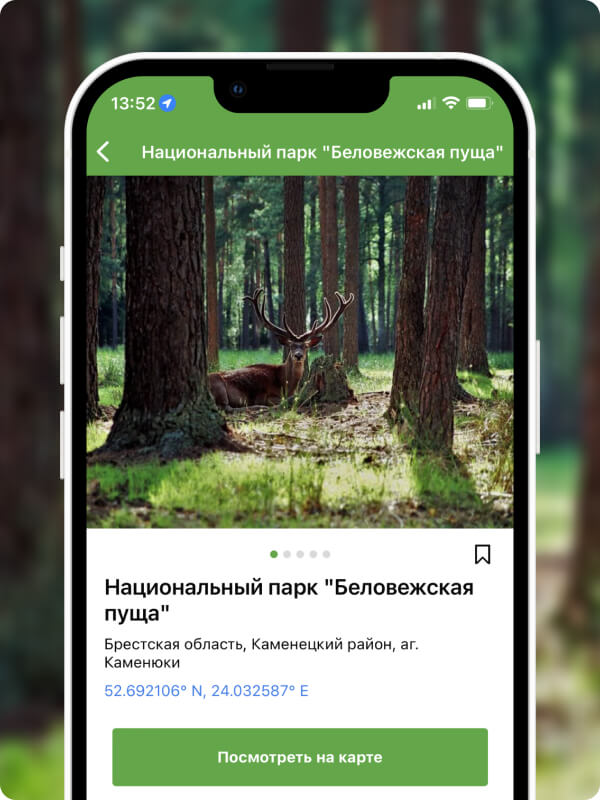 13:52
Национальный парк "Беловежская пуща"
Национальный парк "Беловежская
пуща"
Брестская область, Каменецкий район, аг.
Каменюки
52.692106° N, 24.032587° E
Посмотреть на карте